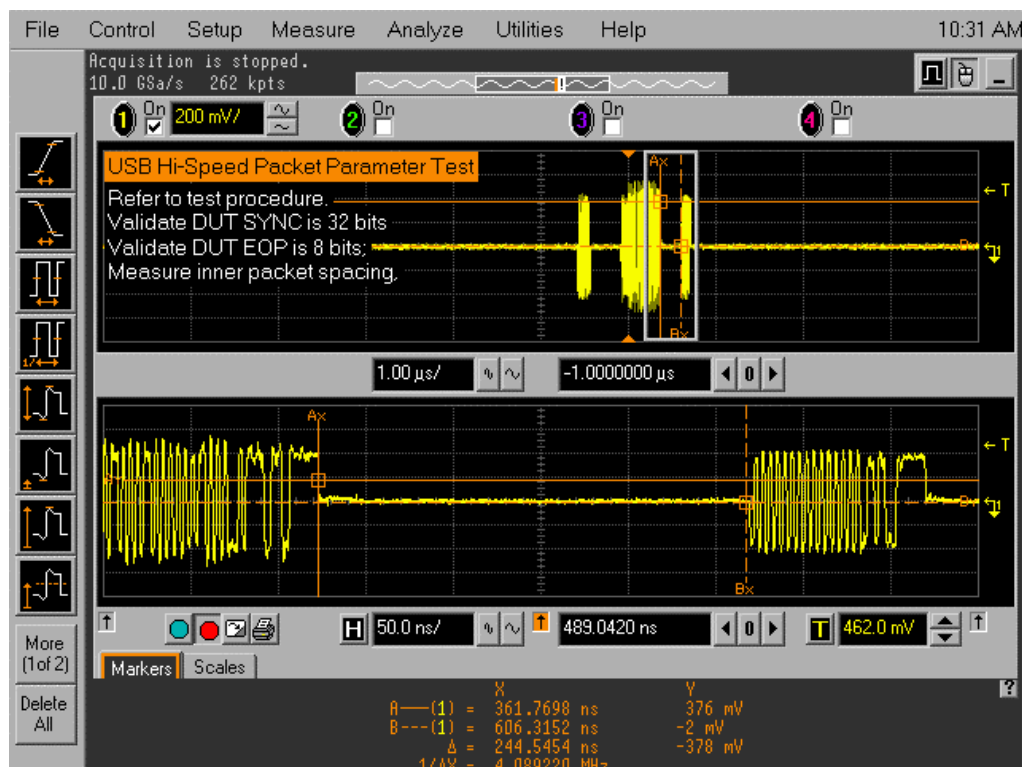 File Control Setup Measure Analyze Utilities Help 10:31 AM
Acquisition is stopped.
10.0 GSa/s 262 kpts
1 On 200 mV/ 2 On 3 On 4 On
USB Hi-Speed Packet Parameter Test
Refer to test procedure.
Validate DUT SYNC is 32 bits
Validate DUT EOP is 8 bits;
Measure inner packet spacing,
Ax
T
Bx
1.00 µs/ -1.0000000 µs 0
Ax
T
Bx
H 50.0 ns/ 489.0420 ns 0 T 462.0 mV
More
(1of 2)
Markers Scales
Delete
All
?
X Y
A——(1) = 361.7698 ns 376 mV
B---(1) = 606.3152 ns -2 mV
Δ = 244.5454 ns -378 mV
1/ΔX = 4.089220 MHz